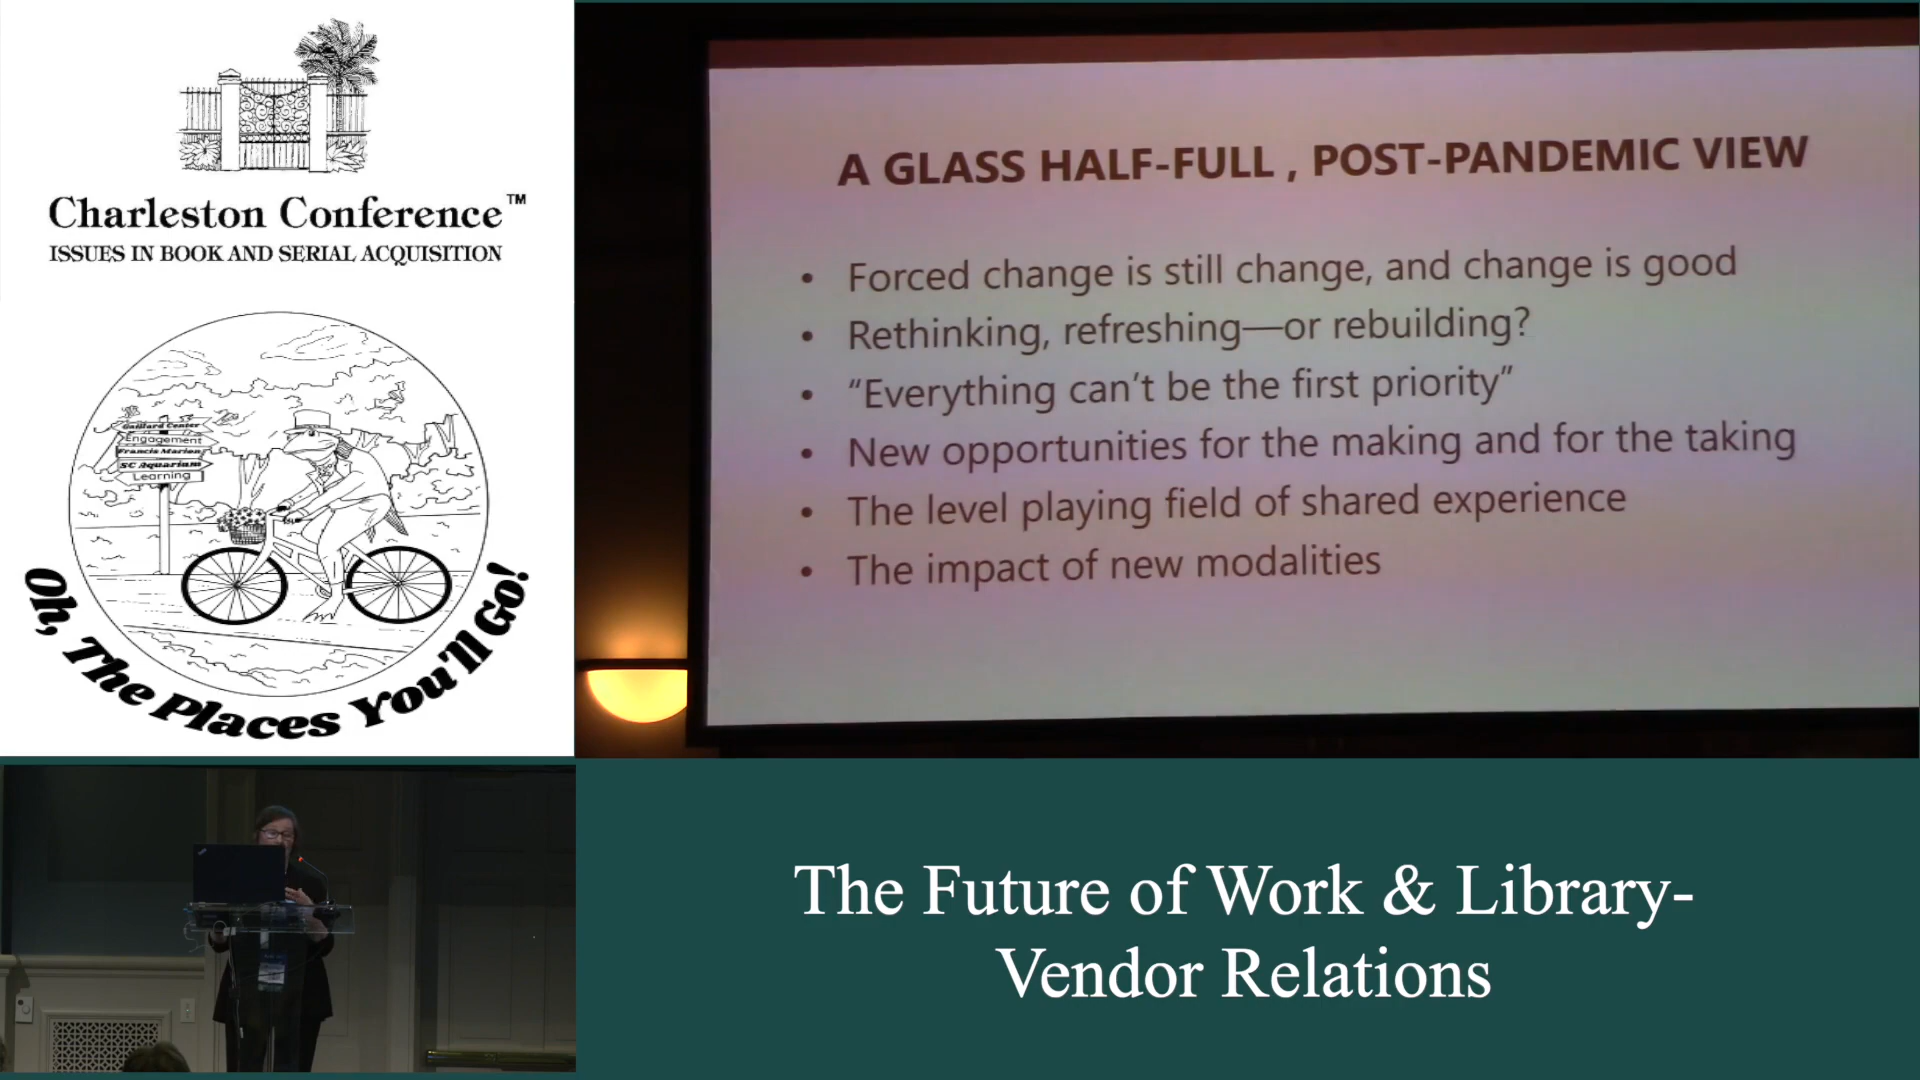 Charleston Conference™
ISSUES IN BOOK AND SERIAL ACQUISITION
Gaillard Center
Engagement
Francis Marion
SC Aquarium
Learning
Oh, The Places You'll Go!
A GLASS HALF-FULL , POST-PANDEMIC VIEW
• Forced change is still change, and change is good
• Rethinking, refreshing—or rebuilding?
• “Everything can’t be the first priority”
• New opportunities for the making and for the taking
• The level playing field of shared experience
• The impact of new modalities
The Future of Work & Library-
Vendor Relations